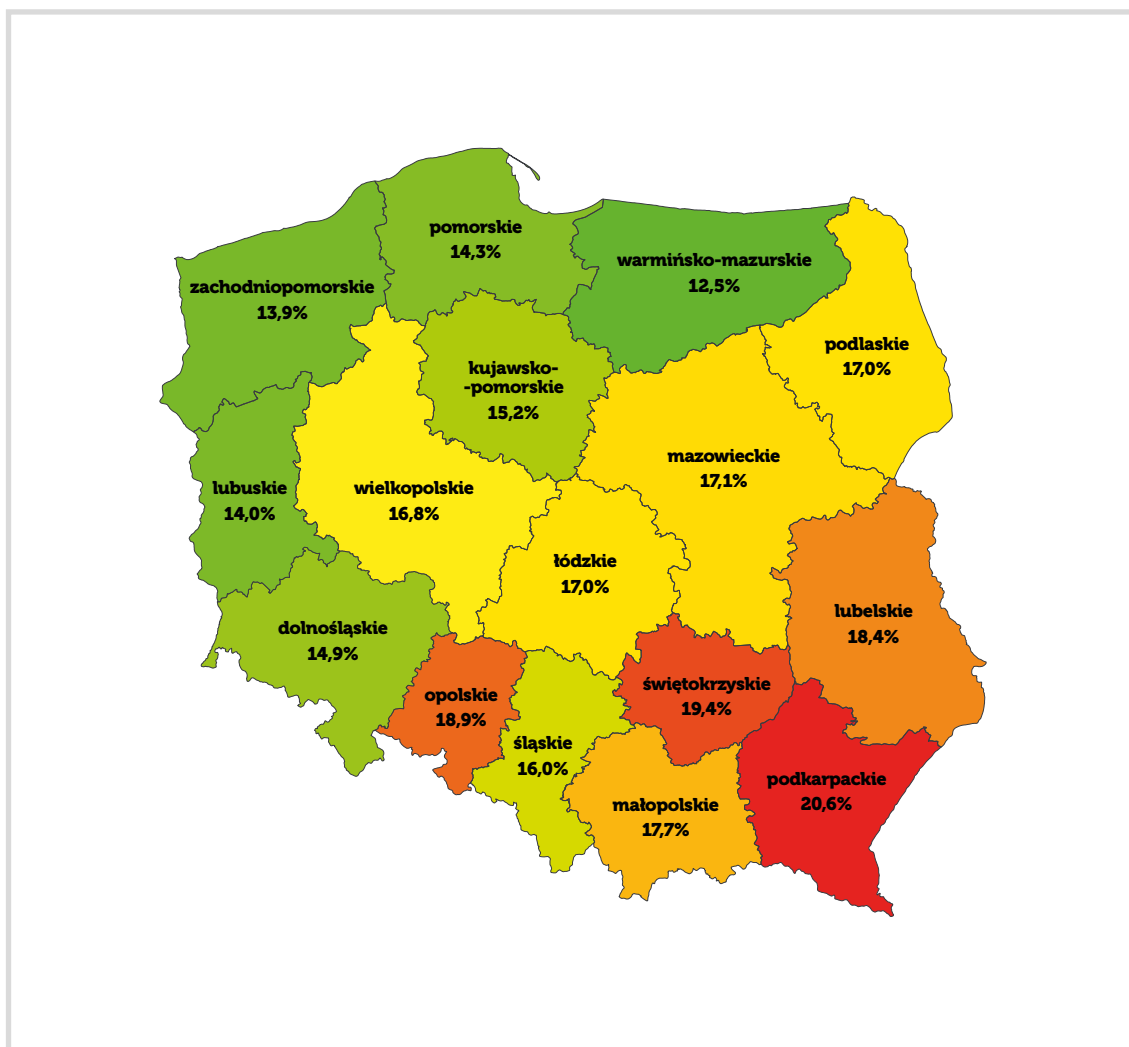 pomorskie
14,3%
warmińsko-mazurskie
12,5%
zachodniopomorskie
13,9%
podlaskie
17,0%
kujawsko-
-pomorskie
15,2%
mazowieckie
17,1%
lubuskie
14,0%
wielkopolskie
16,8%
łódzkie
17,0%
lubelskie
18,4%
dolnośląskie
14,9%
opolskie
18,9%
świętokrzyskie
19,4%
śląskie
16,0%
podkarpackie
20,6%
małopolskie
17,7%